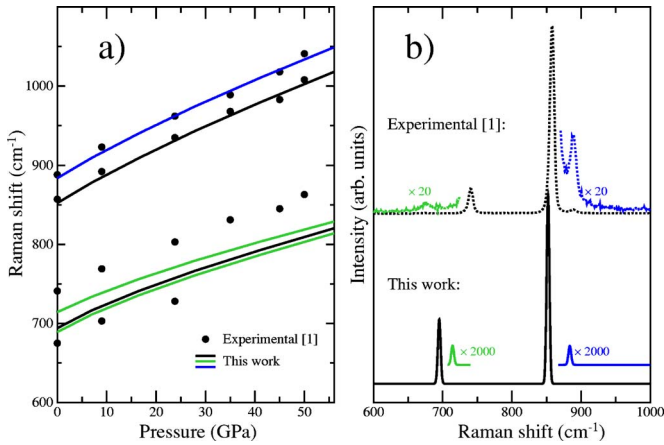 a)
1000
900
800
700
600
Raman shift (cm-1)
Experimental [1]
This work
0
10
20
30
40
50
Pressure (GPa)
b)
Experimental [1]:
× 20
× 20
This work:
× 2000
× 2000
Intensity (arb. units)
600
700
800
900
1000
Raman shift (cm-1)